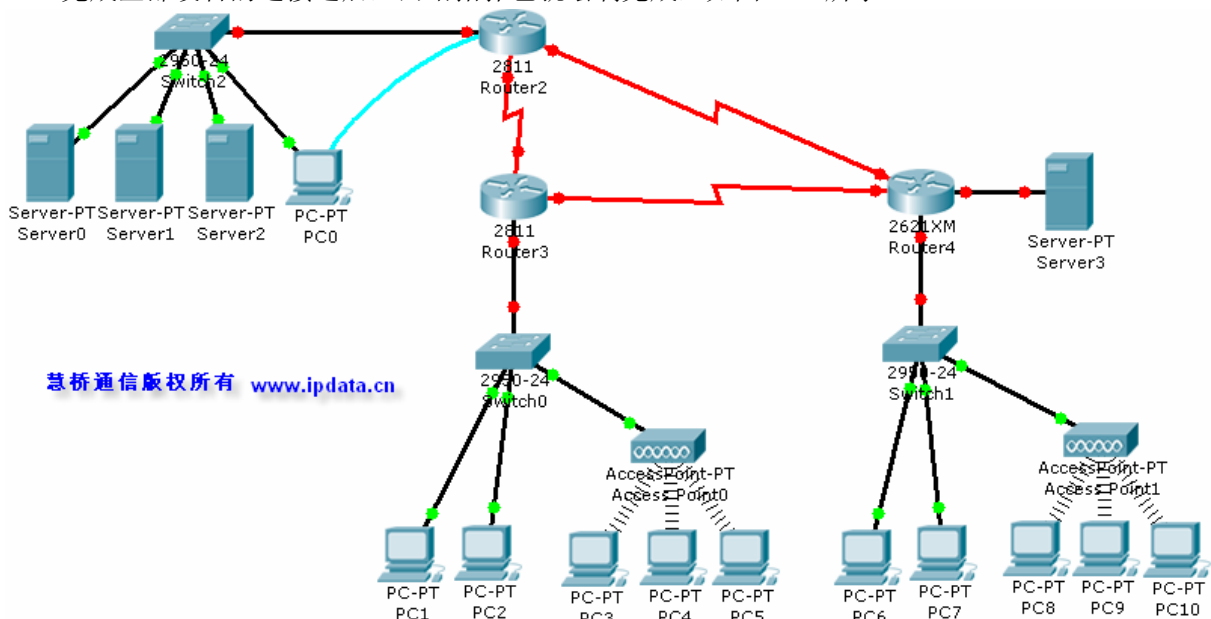 2960-24
Switch2
2811
Router2
Server-PT
Server0
Server-PT
Server1
Server-PT
Server2
PC-PT
PC0
2811
Router3
2621XM
Router4
Server-PT
Server3
慧桥通信版权所有 www.ipdata.cn
2950-24
Switch0
2950-24
Switch1
AccessPoint-PT
Access Point0
AccessPoint-PT
Access Point1
PC-PT
PC1
PC-PT
PC2
PC-PT
PC3
PC-PT
PC4
PC-PT
PC5
PC-PT
PC6
PC-PT
PC7
PC-PT
PC8
PC-PT
PC9
PC-PT
PC10